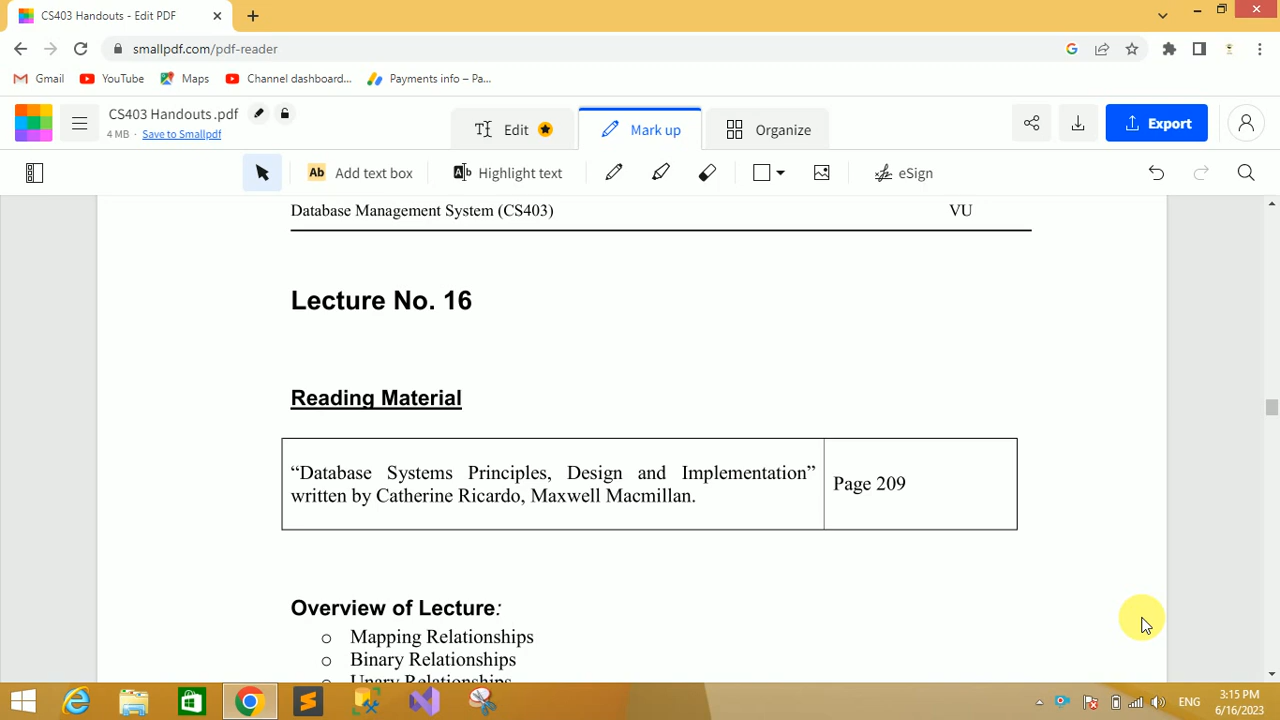 CS403 Handouts - Edit PDF
smallpdf.com/pdf-reader
Gmail YouTube Maps Channel dashboard... Payments info – Pa...
CS403 Handouts .pdf
4 MB · Save to Smallpdf
Edit Mark up Organize Export
Ab Add text box Highlight text eSign
Database Management System (CS403) VU
Lecture No. 16
Reading Material
“Database Systems Principles, Design and Implementation”
written by Catherine Ricardo, Maxwell Macmillan.
Page 209
Overview of Lecture:
o Mapping Relationships
o Binary Relationships
o Unary Relationships
ENG
3:15 PM
6/16/2023